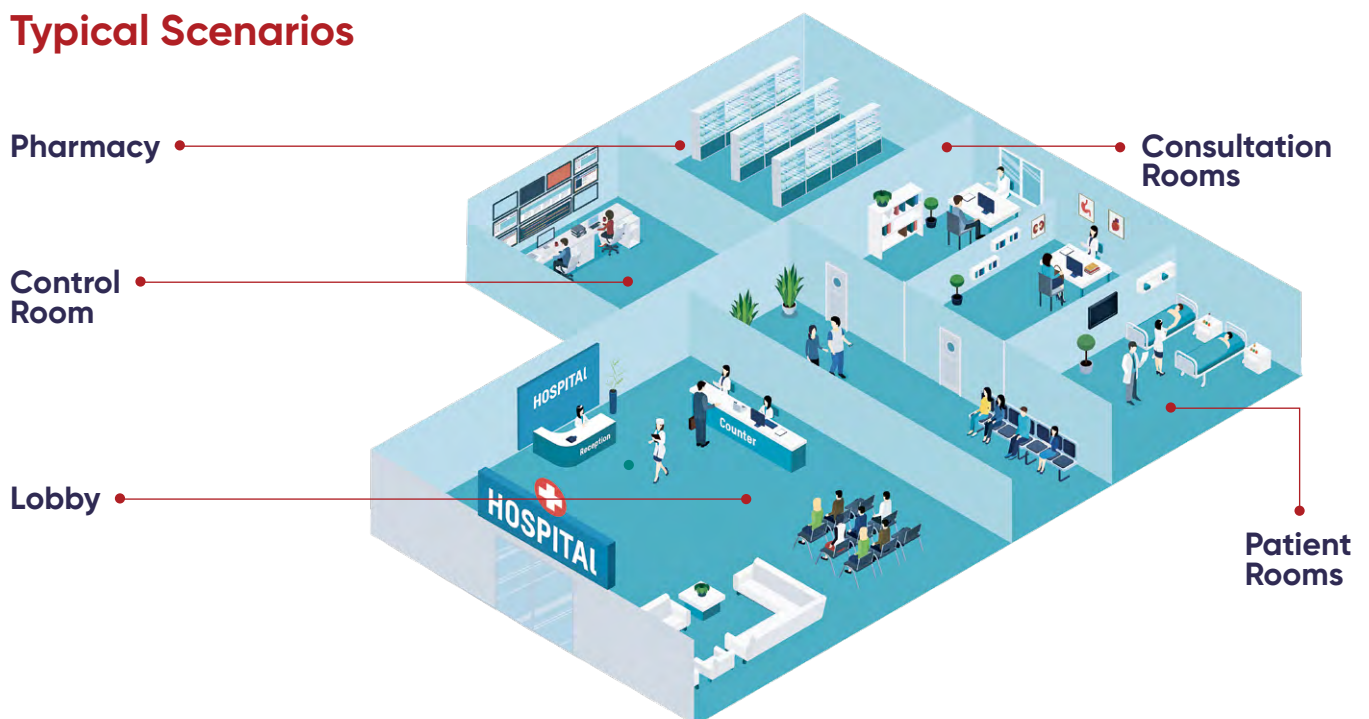 Typical Scenarios
Pharmacy
Consultation
Rooms
Control
Room
HOSPITAL
Reception
Counter
Lobby
HOSPITAL
Patient
Rooms